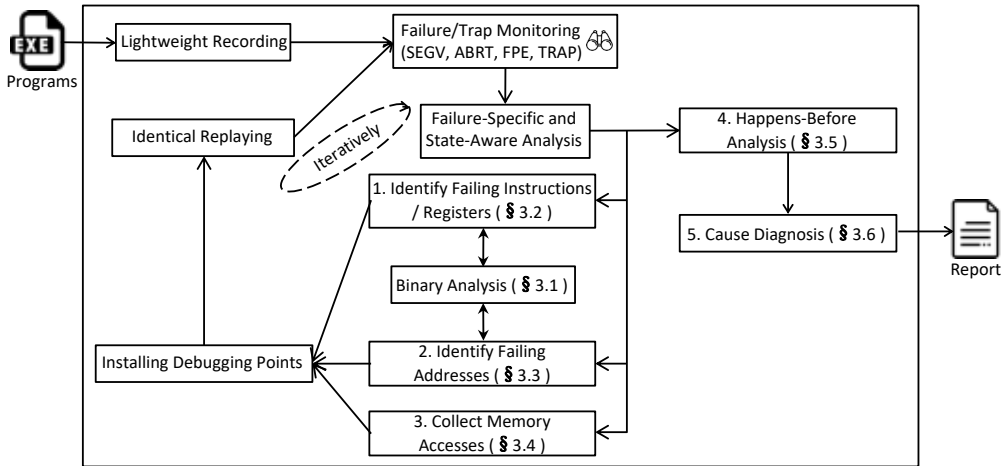 EXE
Programs
Lightweight Recording
Failure/Trap Monitoring
(SEGV, ABRT, FPE, TRAP)
Identical Replaying
Iteratively
Failure-Specific and
State-Aware Analysis
4. Happens-Before
Analysis ( § 3.5 )
1. Identify Failing Instructions
/ Registers ( § 3.2 )
5. Cause Diagnosis ( § 3.6 )
Report
Binary Analysis ( § 3.1 )
Installing Debugging Points
2. Identify Failing
Addresses ( § 3.3 )
3. Collect Memory
Accesses ( § 3.4 )